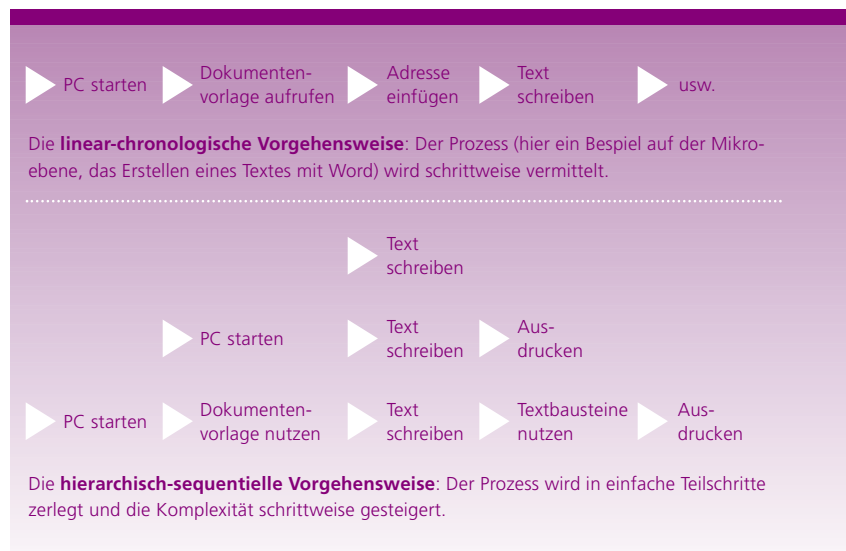 PC starten Dokumenten- Adresse Text usw.
vorlage aufrufen einfügen schreiben
Die linear-chronologische Vorgehensweise: Der Prozess (hier ein Bespiel auf der Mikro-
ebene, das Erstellen eines Textes mit Word) wird schrittweise vermittelt.
Text
schreiben
PC starten Text Aus-
schreiben drucken
PC starten Dokumenten- Text Textbausteine Aus-
vorlage nutzen schreiben nutzen drucken
Die hierarchisch-sequentielle Vorgehensweise: Der Prozess wird in einfache Teilschritte
zerlegt und die Komplexität schrittweise gesteigert.